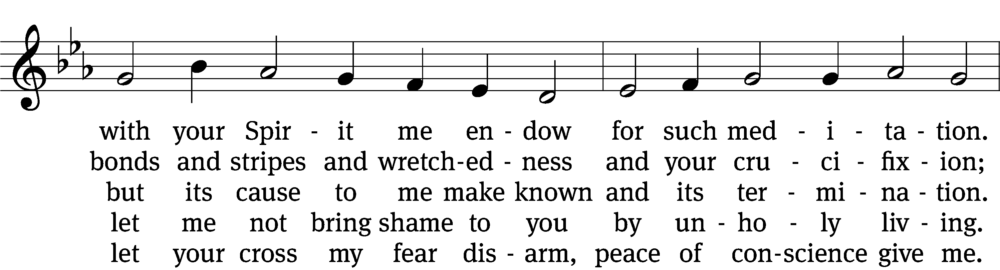 with your Spir - it me en - dow for such med - i - ta - tion.
bonds and stripes and wretch-ed - ness and your cru - ci - fix - ion;
but its cause to me make known and its ter - mi - na - tion.
let me not bring shame to you by un - ho - ly liv - ing.
let your cross my fear dis - arm, peace of con-science give me.